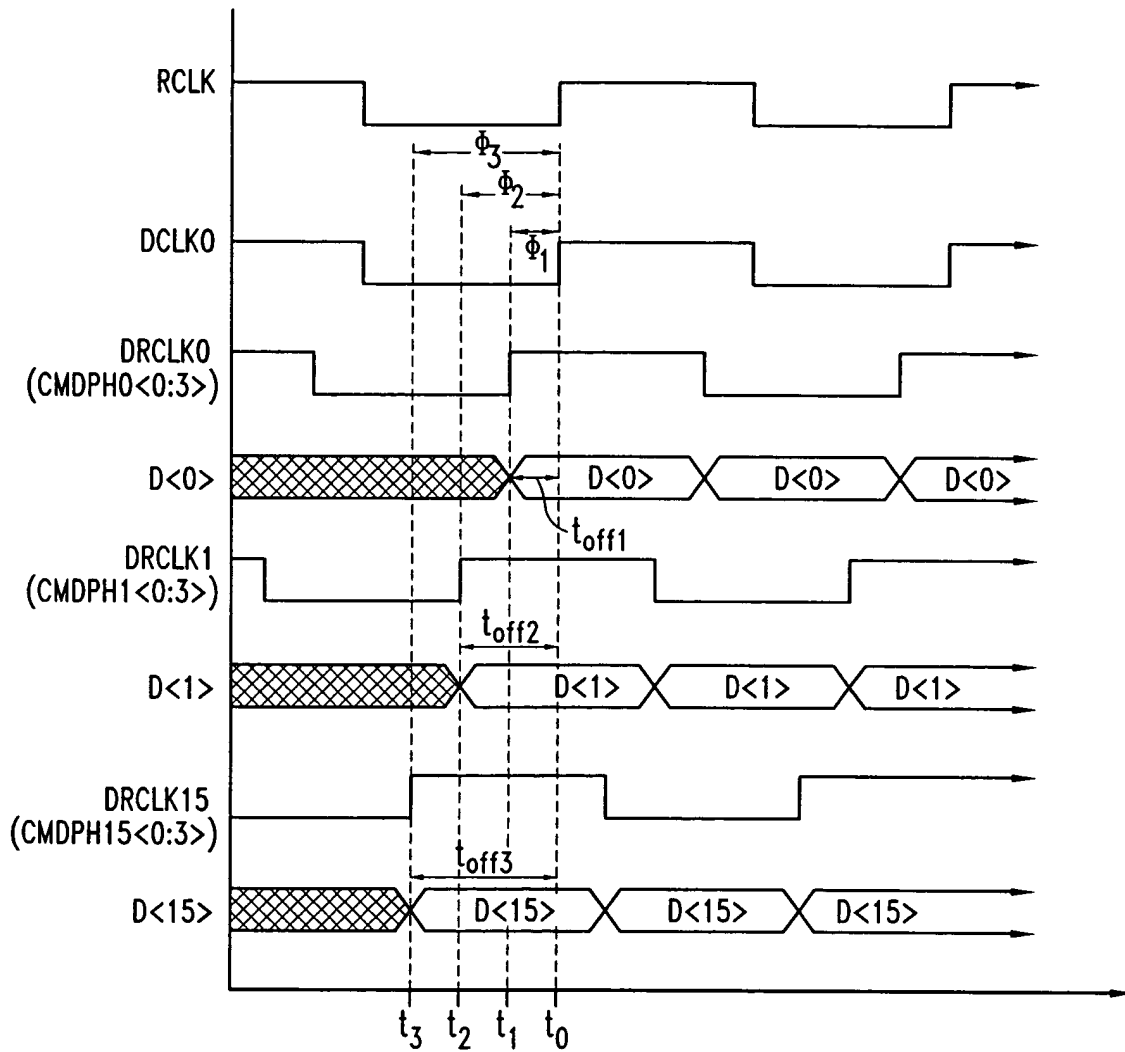 RCLK
Φ3
Φ2
DCLK0
Φ1
DRCLK0
(CMDPH0<0:3>)
D<0>
D<0> D<0> D<0>
toff1
DRCLK1
(CMDPH1<0:3>)
toff2
D<1>
D<1> D<1> D<1>
DRCLK15
(CMDPH15<0:3>)
toff3
D<15>
D<15> D<15> D<15>
t3 t2 t1 t0